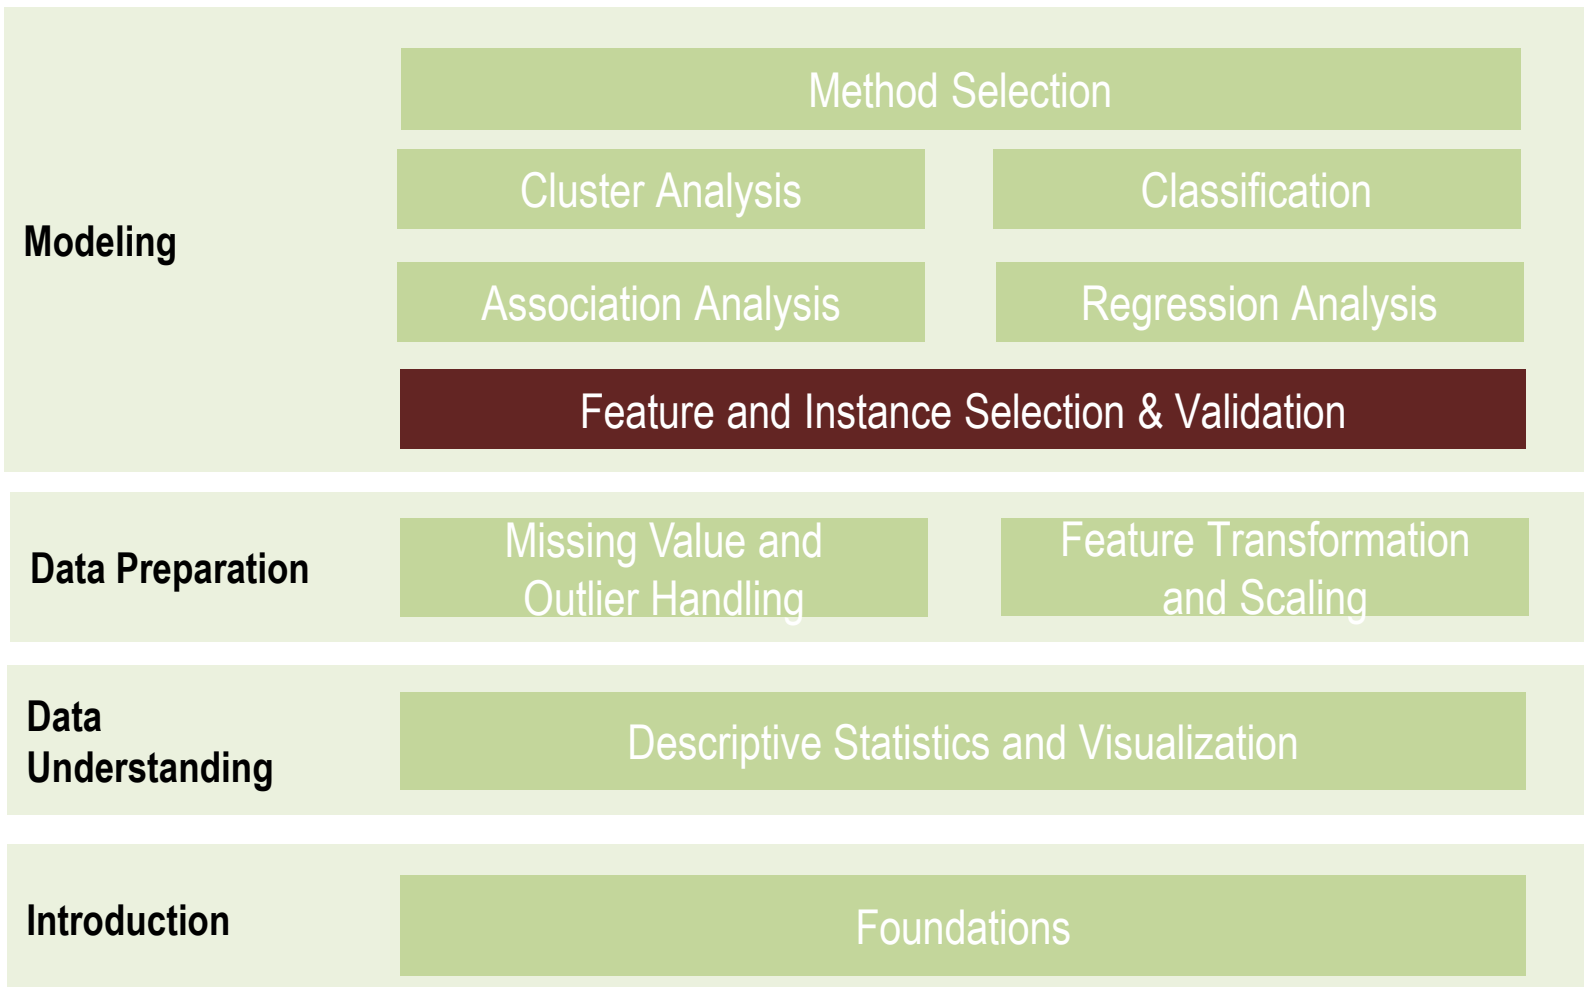 Method Selection
Cluster Analysis
Classification
Modeling
Association Analysis
Regression Analysis
Feature and Instance Selection & Validation
Data Preparation
Missing Value and
Outlier Handling
Feature Transformation
and Scaling
Data
Understanding
Descriptive Statistics and Visualization
Introduction
Foundations